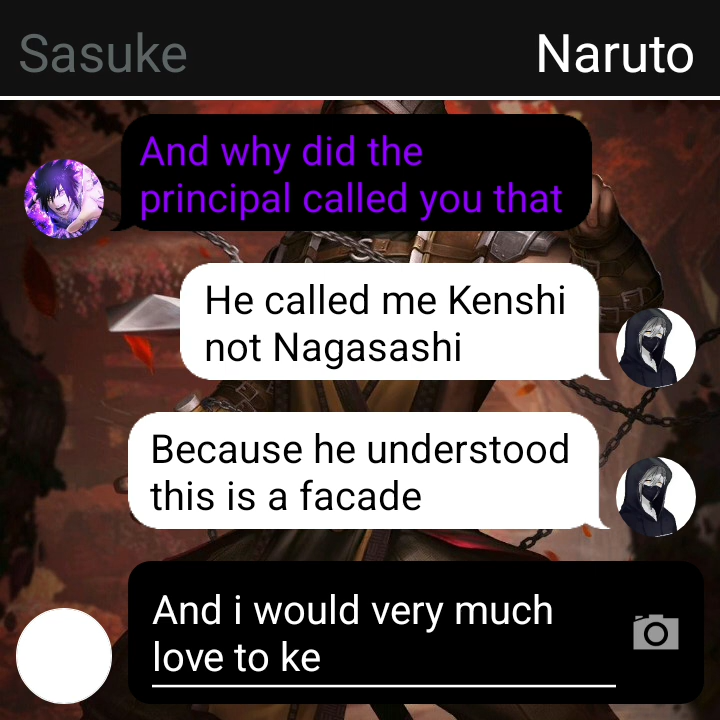 Sasuke
Naruto
And why did the
principal called you that
He called me Kenshi
not Nagasashi
Because he understood
this is a facade
And i would very much
love to ke